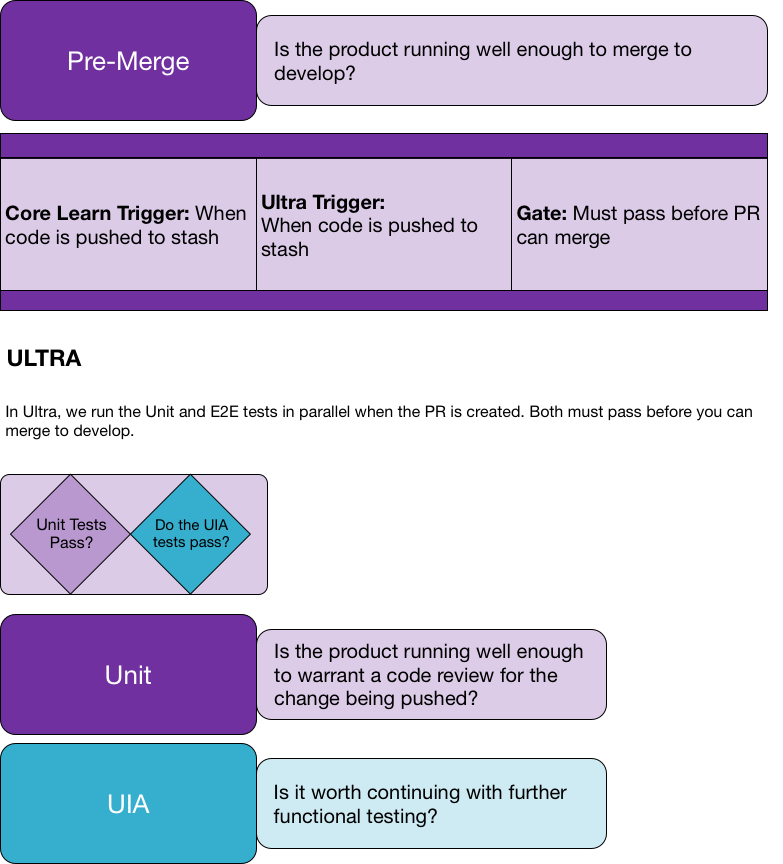 Pre-Merge
Is the product running well enough to merge to
develop?
Core Learn Trigger: When
code is pushed to stash
Ultra Trigger:
When code is pushed to
stash
Gate: Must pass before PR
can merge
ULTRA
In Ultra, we run the Unit and E2E tests in parallel when the PR is created. Both must pass before you can
merge to develop.
Unit Tests
Pass?
Do the UIA
tests pass?
Unit
Is the product running well enough
to warrant a code review for the
change being pushed?
UIA
Is it worth continuing with further
functional testing?